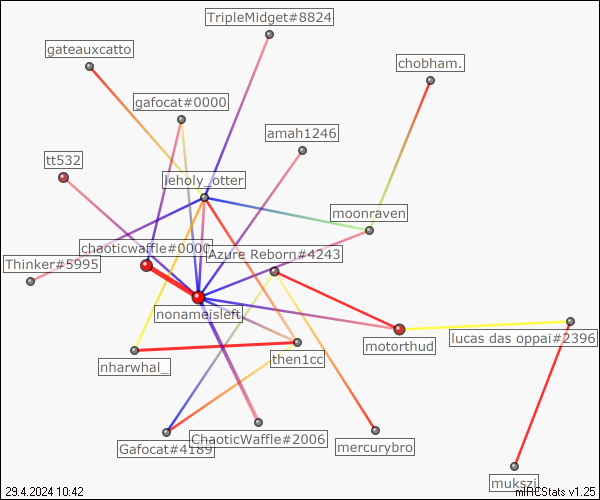 TripleMidget#8824
gateauxcatto
chobham.
gafocat#0000
amah1246
tt532
leholy_otter
moonraven
chaoticwaffle#0000
Azure Reborn#4243
Thinker#5995
nonamejsleft
motorthud
lucas das oppai#2396
then1cc
nharwhal_
ChaoticWaffle#2006
Gafocat#4189
mercurybro
mukszi
29.4.2024 10:42
mIRCStats v1.25